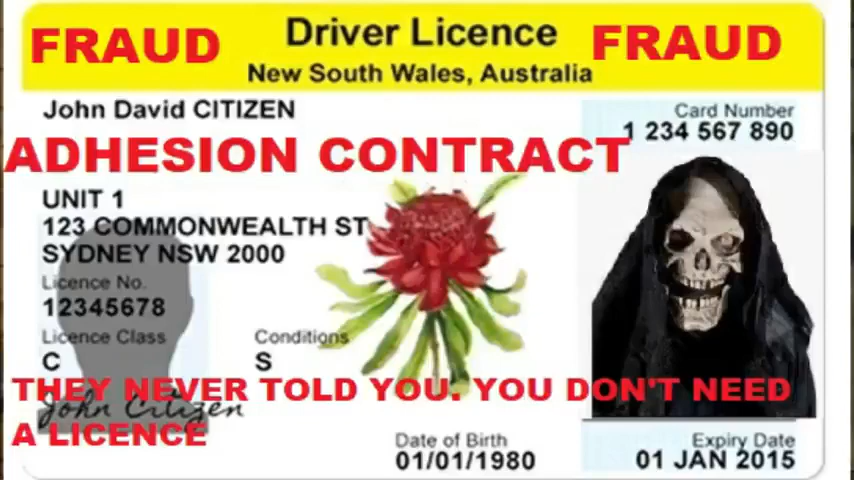 FRAUD
Driver Licence
FRAUD
New South Wales, Australia
John David CITIZEN
Card Number
1 234 567 890
ADHESION CONTRACT
UNIT 1
123 COMMONWEALTH ST
SYDNEY NSW 2000
Licence No.
12345678
Licence Class
Conditions
C
S
THEY NEVER TOLD YOU. YOU DON'T NEED
John Citizen
A LICENCE
Date of Birth
Expiry Date
01/01/1980
01 JAN 2015